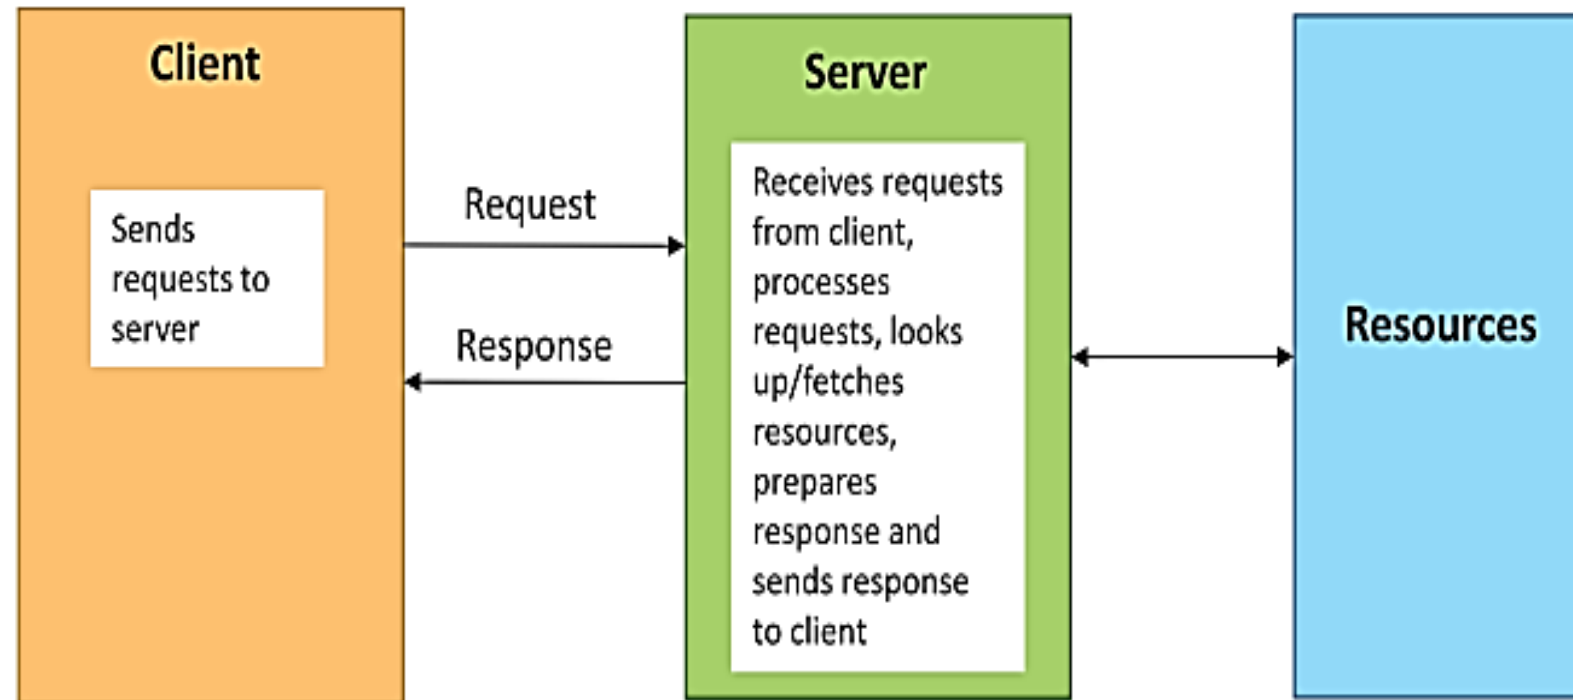 Client
Sends
requests to
server
Request
Response
Server
Receives requests
from client,
processes
requests, looks
up/fetches
resources,
prepares
response and
sends response
to client
Resources